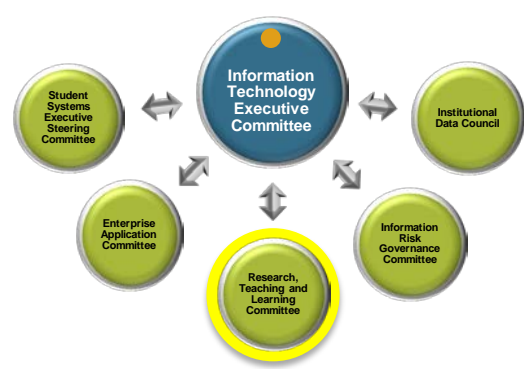 Information
Technology
Executive
Committee
Student
Systems
Executive
Steering
Committee
Institutional
Data Council
Enterprise
Application
Committee
Information
Risk
Governance
Committee
Research,
Teaching and
Learning
Committee